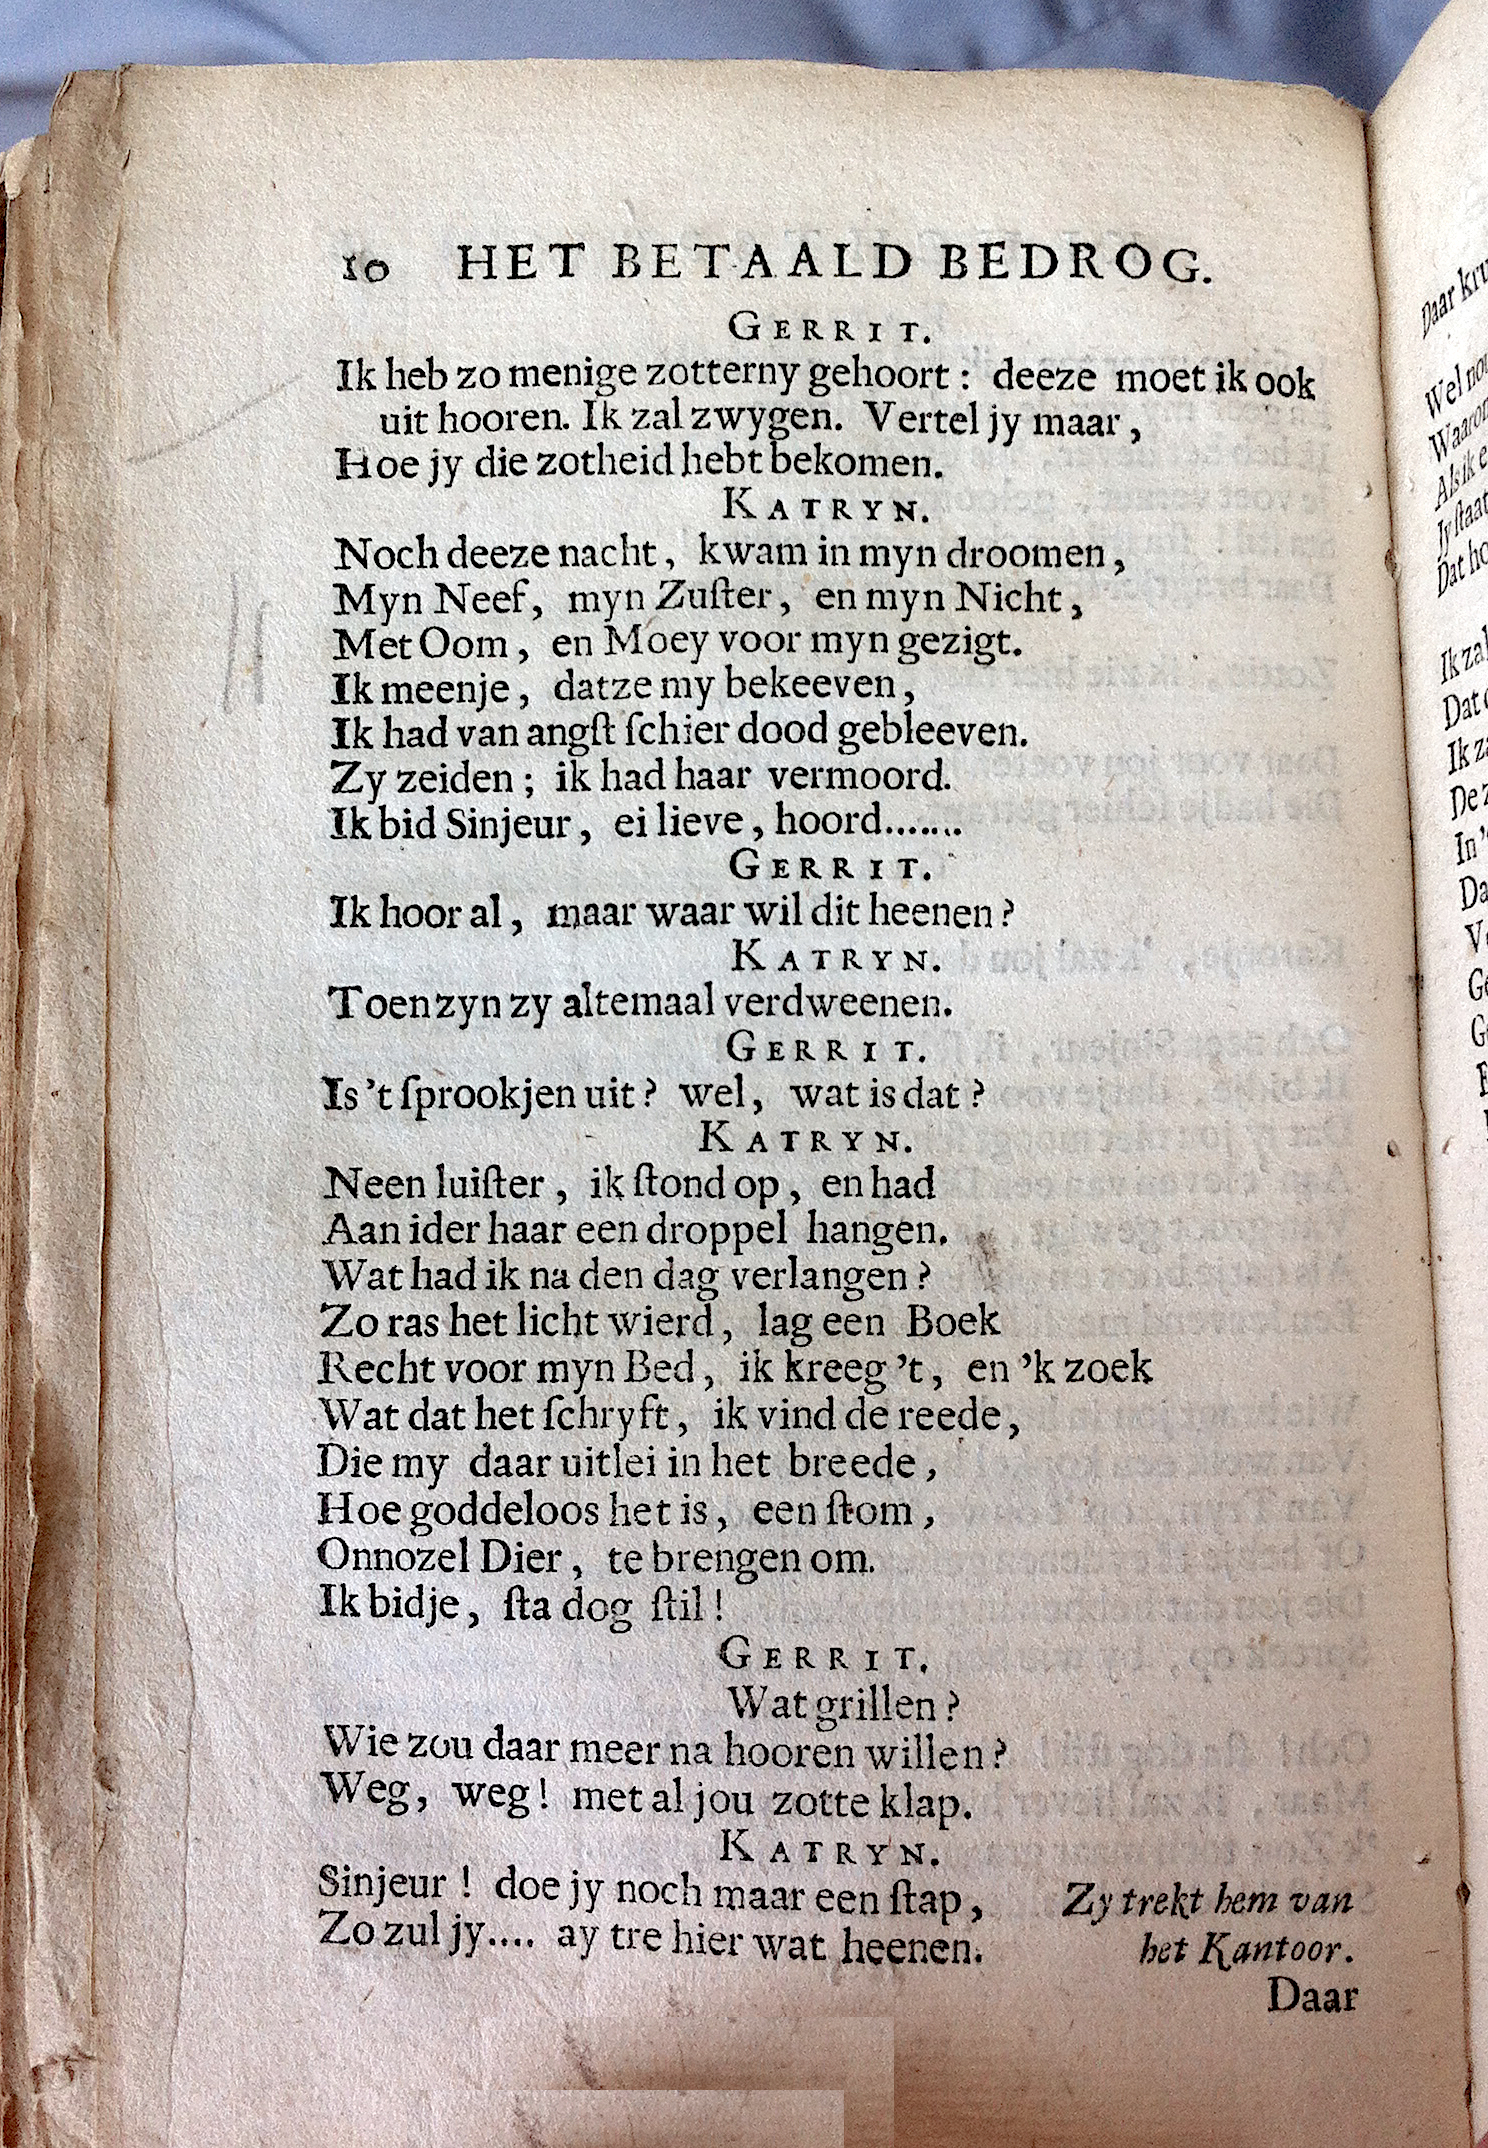 10 HET BETAALD BEDROG.
GERRIT.
Ik heb zo menige zotterny gehoort : deeze moet ik ook
uit hooren. Ik zal zwygen. Vertel jy maar,
Hoe jy die zotheid hebt bekomen.
KATRYN.
Noch deeze nacht, kwam in myn droomen,
Myn Neef, myn Zuſter, en myn Nicht,
Met Oom, en Moey voor myn gezigt.
Ik meenje, datze my bekeeven,
Ik had van angſt ſchier dood gebleeven.
Zy zeiden ; ik had haar vermoord.
Ik bid Sinjeur, ei lieve, hoord.......
GERRIT.
Ik hoor al, maar waar wil dit heenen ?
KATRYN.
Toen zyn zy altemaal verdweenen.
GERRIT.
Is 't ſprookjen uit ? wel, wat is dat ?
KATRYN.
Neen luiſter, ik ſtond op, en had
Aan ider haar een droppel hangen.
Wat had ik na den dag verlangen ?
Zo ras het licht wierd, lag een Boek
Recht voor myn Bed, ik kreeg 't, en 'k zoek
Wat dat het ſchryft, ik vind de reede,
Die my daar uitlei in het breede,
Hoe goddeloos het is, een ſtom,
Onnozel Dier, te brengen om.
Ik bidje, ſta dog ſtil !
GERRIT.
Wat grillen ?
Wie zou daar meer na hooren willen ?
Weg, weg ! met al jou zotte klap.
KATRYN.
Sinjeur ! doe jy noch maar een ſtap, Zy trekt hem van
Zo zul jy.... ay tre hier wat heenen. het Kantoor.
Daar
Daar
Wel
Als ik
Ik zal
In